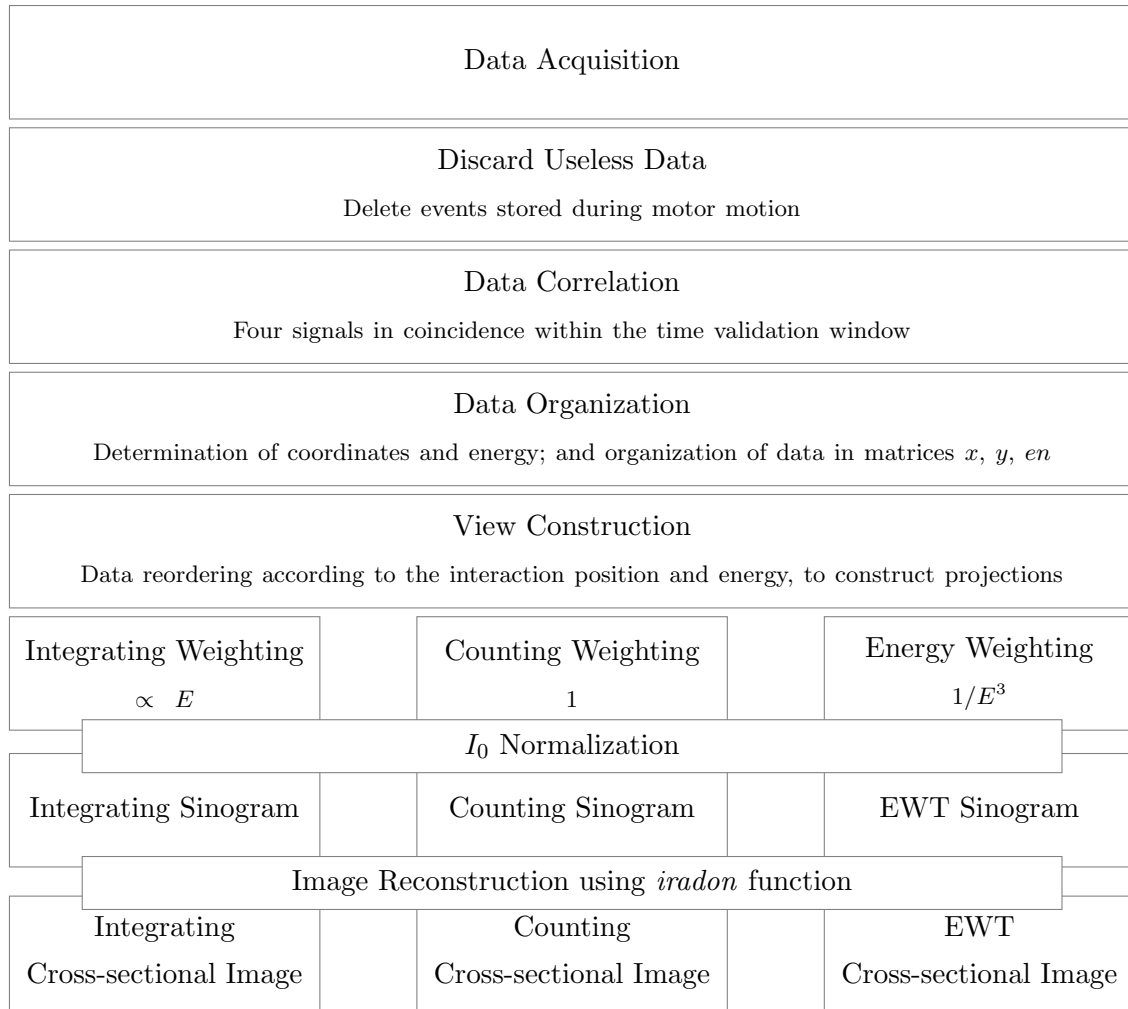 Data Acquisition
Discard Useless Data
Delete events stored during motor motion
Data Correlation
Four signals in coincidence within the time validation window
Data Organization
Determination of coordinates and energy; and organization of data in matrices x, y, en
View Construction
Data reordering according to the interaction position and energy, to construct projections
Integrating Weighting
∝ E
Counting Weighting
1
Energy Weighting
1/E³
I₀ Normalization
Integrating Sinogram
Counting Sinogram
EWT Sinogram
Image Reconstruction using iradon function
Integrating
Cross-sectional Image
Counting
Cross-sectional Image
EWT
Cross-sectional Image